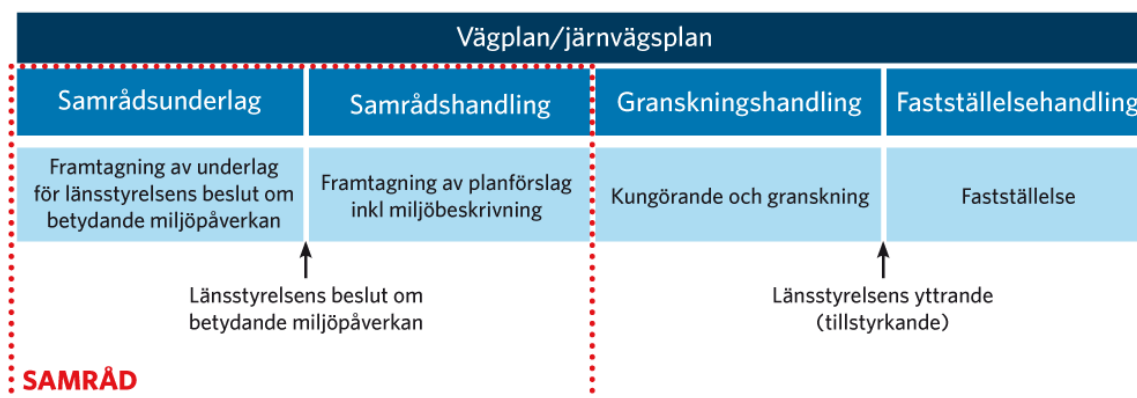 Vägplan/järnvägsplan
Samrådsunderlag
Samrådshandling
Granskningshandling
Fastställelsehandling
Framtagning av underlag
för länsstyrelsens beslut om
betydande miljöpåverkan
Framtagning av planförslag
inkl miljöbeskrivning
Kungörande och granskning
Fastställelse
Länsstyrelsens beslut om
betydande miljöpåverkan
Länsstyrelsens yttrande
(tillstyrkande)
SAMRÅD